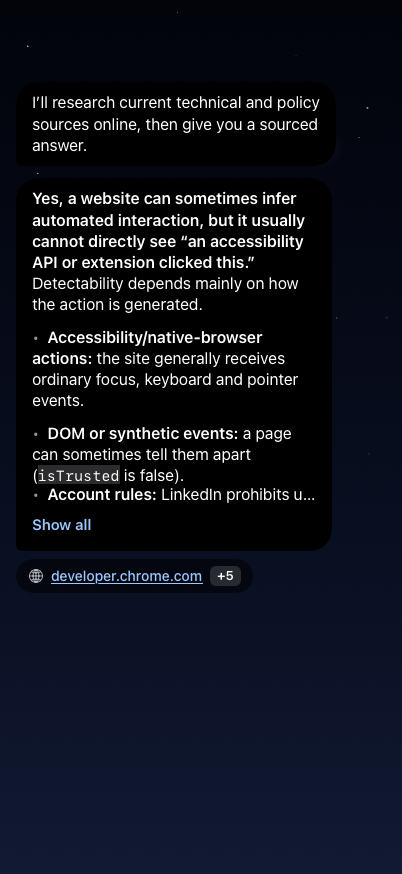 I’ll research current technical and policy
sources online, then give you a sourced
answer.
Yes, a website can sometimes infer
automated interaction, but it usually
cannot directly see “an accessibility
API or extension clicked this.”
Detectability depends mainly on how
the action is generated.
• Accessibility/native-browser
actions: the site generally receives
ordinary focus, keyboard and pointer
events.
• DOM or synthetic events: a page
can sometimes tell them apart
(isTrusted is false).
• Account rules: LinkedIn prohibits u...
Show all
developer.chrome.com +5